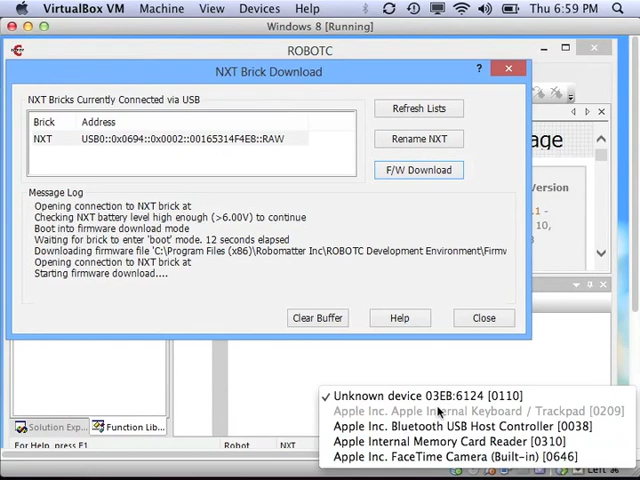 VirtualBox VM Machine View Devices Help Thu 6:59 PM
Windows 8 [Running]
ROBOTC
NXT Brick Download ?
NXT Bricks Currently Connected via USB
Refresh Lists
Brick Address
NXT USB0::0x0694::0x0002::00165314F4E8::RAW
Rename NXT
F/W Download
Version
Message Log
Opening connection to NXT brick at
Checking NXT battery level high enough (>6.00V) to continue
Boot into firmware download mode
Waiting for brick to enter 'boot' mode. 12 seconds elapsed
Downloading firmware file 'C:\Program Files (x86)\Robomatter Inc\ROBOTC Development Environment\Firmv
Opening connection to NXT brick at
Starting firmware download....
.1 -
10,
Clear Buffer Help Close
Unknown device 03EB:6124 [0110]
Apple Inc. Apple Internal Keyboard / Trackpad [0209]
Apple Inc. Bluetooth USB Host Controller [0038]
Apple Internal Memory Card Reader [0310]
Apple Inc. FaceTime Camera (Built-in) [0646]
Solution Exp... Function Lib...
For Help, press F1 Robot NXT
Left ⌘